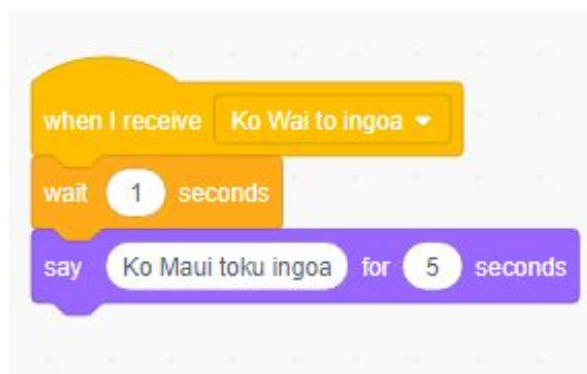 when I receive Ko Wai to ingoa
wait 1 seconds
say Ko Maui toku ingoa for 5 seconds